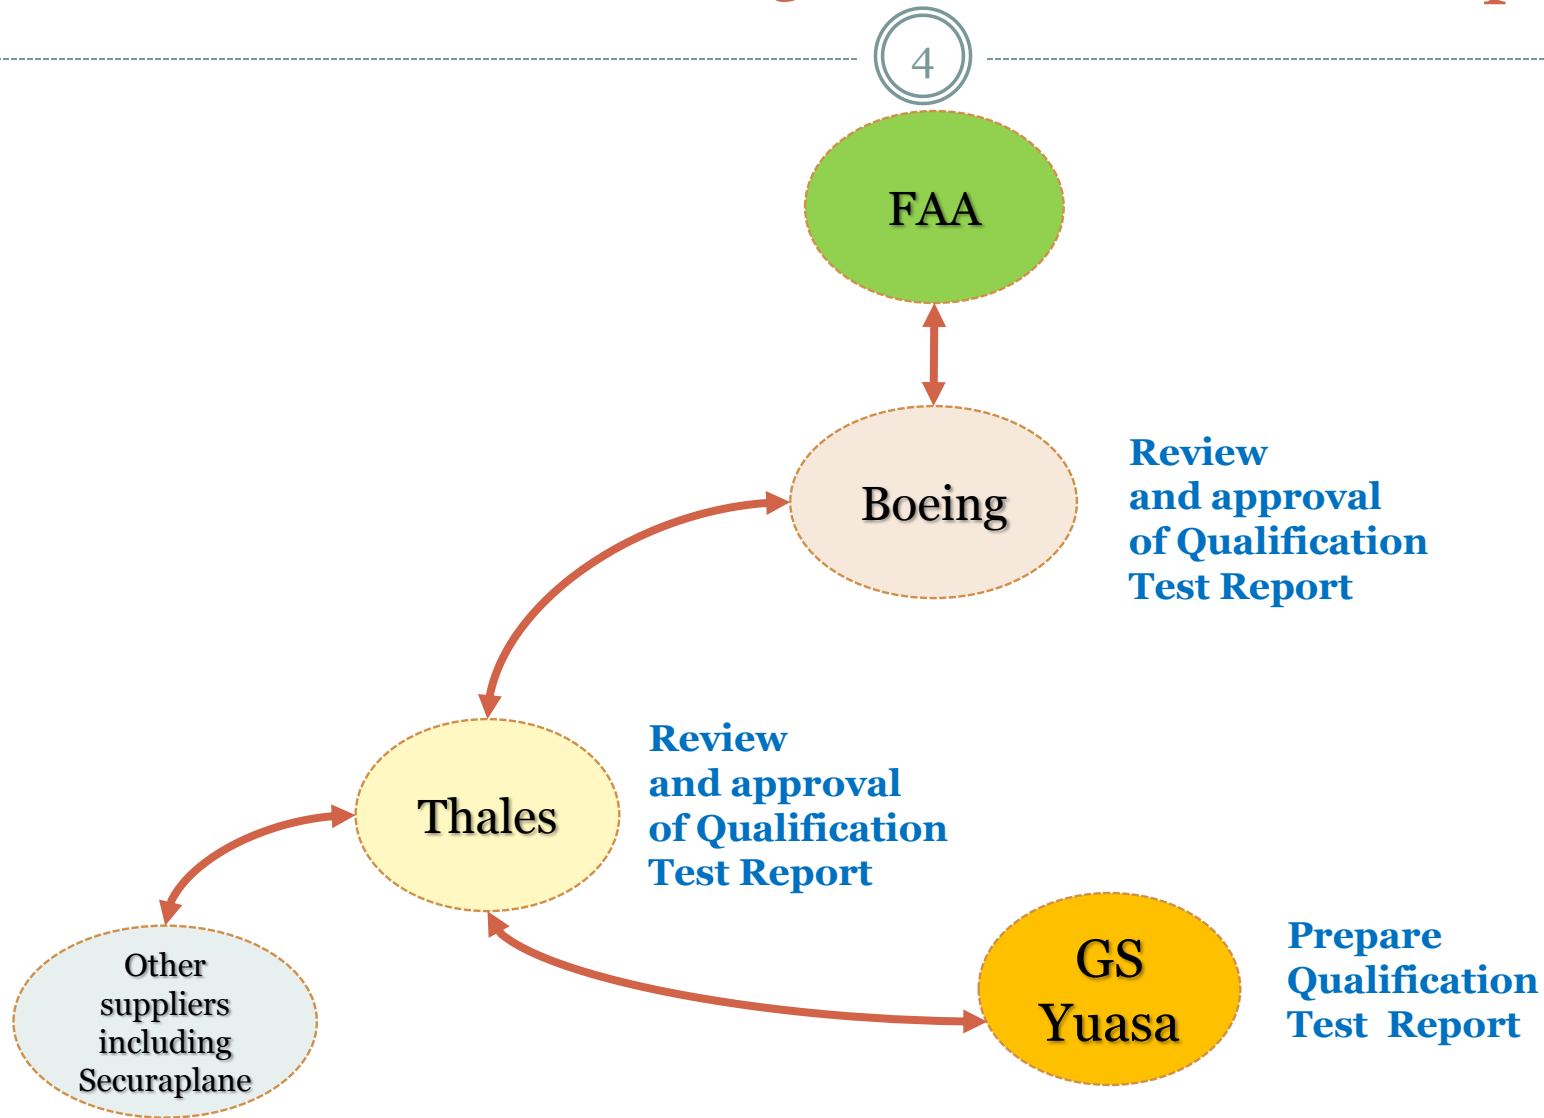 4
FAA
Boeing
Review
and approval
of Qualification
Test Report
Thales
Review
and approval
of Qualification
Test Report
GS
Yuasa
Prepare
Qualification
Test Report
Other
suppliers
including
Securaplane